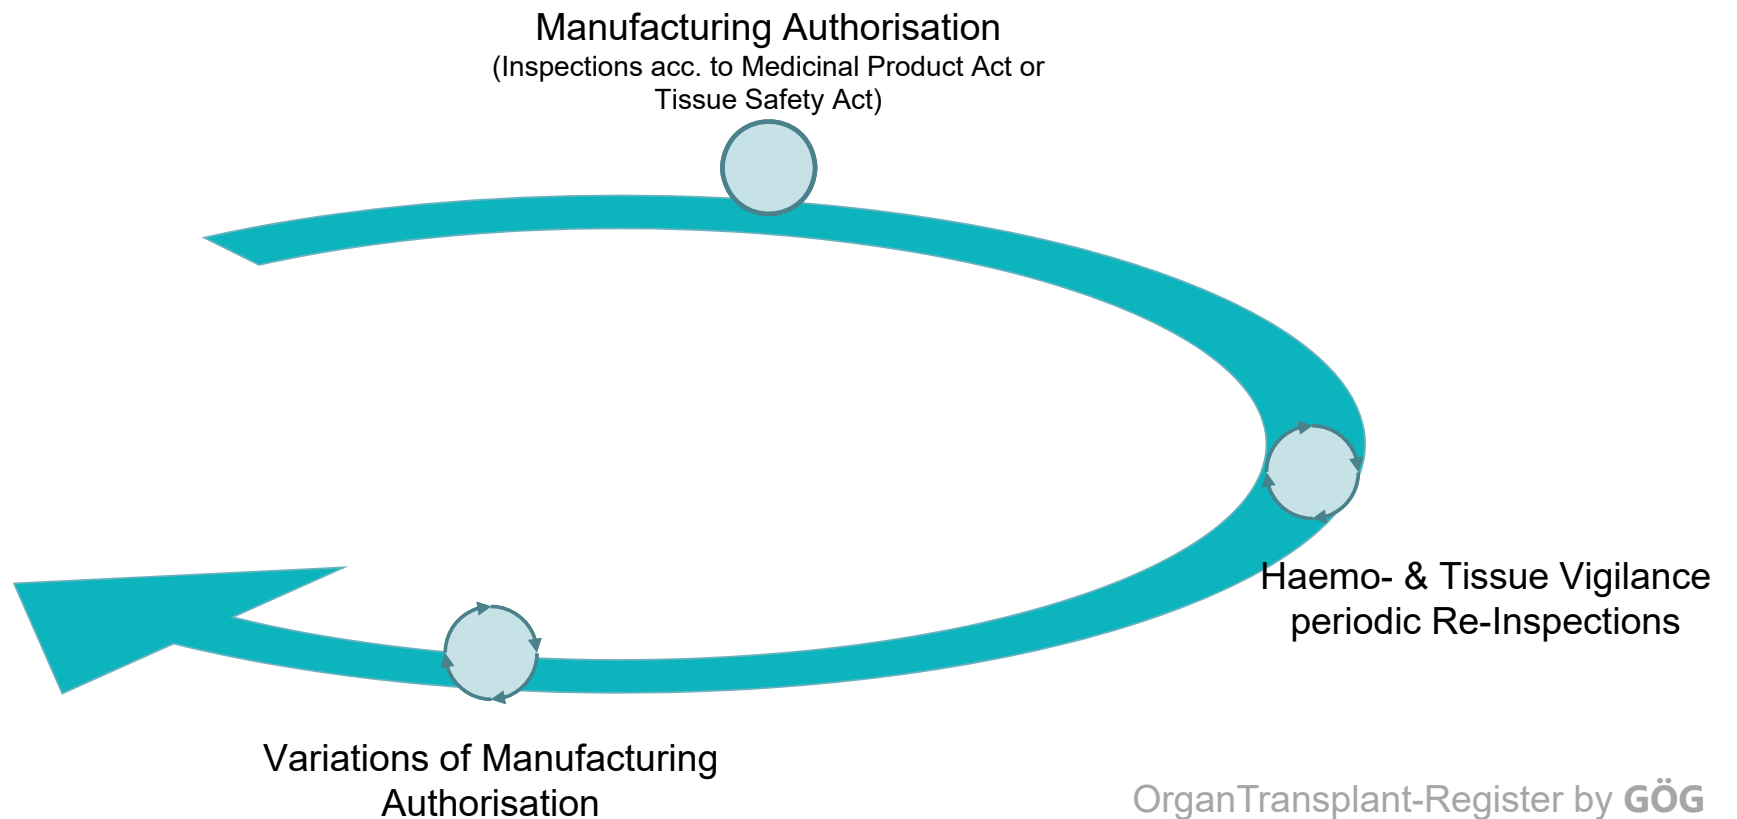 Manufacturing Authorisation
(Inspections acc. to Medicinal Product Act or
Tissue Safety Act)
Haemo- & Tissue Vigilance
periodic Re-Inspections
Variations of Manufacturing
Authorisation
OrganTransplant-Register by GÖG